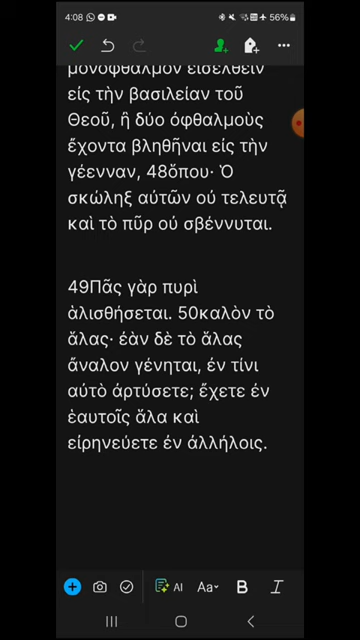 4:08
56%
μονόφθαλμον εἰσελθεῖν
εἰς τὴν βασιλείαν τοῦ
Θεοῦ, ἢ δύο ὀφθαλμοὺς
ἔχοντα βληθῆναι εἰς τὴν
γέενναν, 48ὅπου· Ὁ
σκώληξ αὐτῶν οὐ τελευτᾷ
καὶ τὸ πῦρ οὐ σβέννυται.
49Πᾶς γὰρ πυρὶ
ἁλισθήσεται. 50καλὸν τὸ
ἅλας· ἐὰν δὲ τὸ ἅλας
ἄναλον γένηται, ἐν τίνι
αὐτὸ ἀρτύσετε; ἔχετε ἐν
ἑαυτοῖς ἅλα καὶ
εἰρηνεύετε ἐν ἀλλήλοις.
AI Aa B I